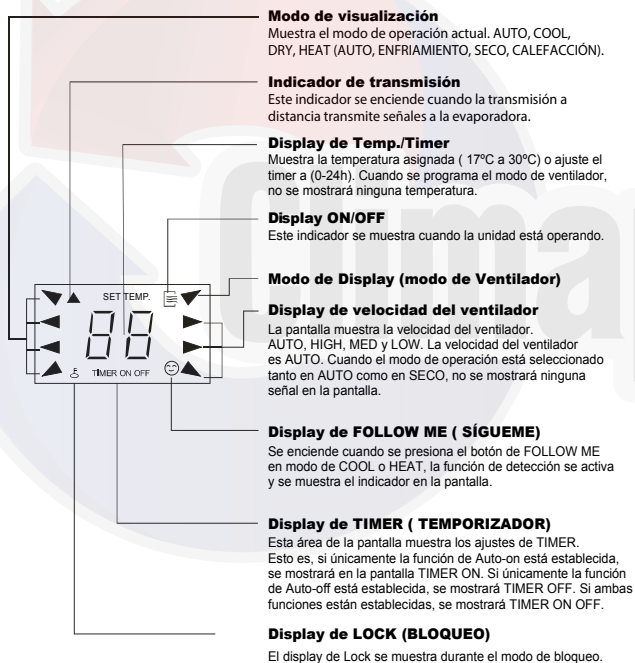 Modo de visualización
Muestra el modo de operación actual. AUTO, COOL,
DRY, HEAT (AUTO, ENFRIAMIENTO, SECO, CALEFACCIÓN).
Indicador de transmisión
Este indicador se enciende cuando la transmisión a
distancia transmite señales a la evaporadora.
Display de Temp./Timer
Muestra la temperatura asignada ( 17ºC a 30ºC) o ajuste el
timer a (0-24h). Cuando se programa el modo de ventilador,
no se mostrará ninguna temperatura.
Display ON/OFF
Este indicador se muestra cuando la unidad está operando.
Modo de Display (modo de Ventilador)
Display de velocidad del ventilador
La pantalla muestra la velocidad del ventilador.
AUTO, HIGH, MED y LOW. La velocidad del ventilador
es AUTO. Cuando el modo de operación está seleccionado
tanto en AUTO como en SECO, no se mostrará ninguna
señal en la pantalla.
SET TEMP.
88
TIMER ON OFF
Display de FOLLOW ME ( SÍGUEME)
Se enciende cuando se presiona el botón de FOLLOW ME
en modo de COOL o HEAT, la función de detección se activa
y se muestra el indicador en la pantalla.
Display de TIMER ( TEMPORIZADOR)
Esta área de la pantalla muestra los ajustes de TIMER.
Esto es, si únicamente la función de Auto-on está establecida,
se mostrará en la pantalla TIMER ON. Si únicamente la función
de Auto-off está establecida, se mostrará TIMER OFF. Si ambas
funciones están establecidas, se mostrará TIMER ON OFF.
Display de LOCK (BLOQUEO)
El display de Lock se muestra durante el modo de bloqueo.
Clima